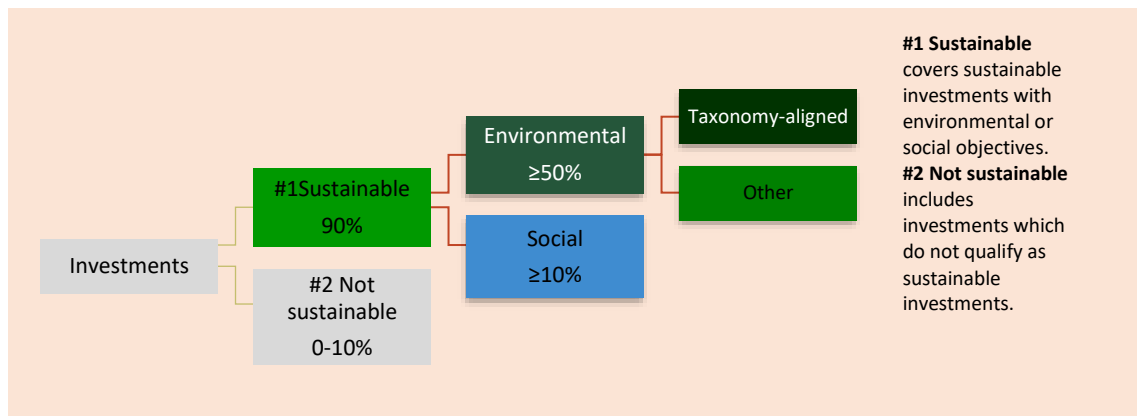 Investments
#1Sustainable
90%
#2 Not
sustainable
0-10%
Environmental
≥50%
Social
≥10%
Taxonomy-aligned
Other
#1 Sustainable
covers sustainable
investments with
environmental or
social objectives.
#2 Not sustainable
includes
investments which
do not qualify as
sustainable
investments.